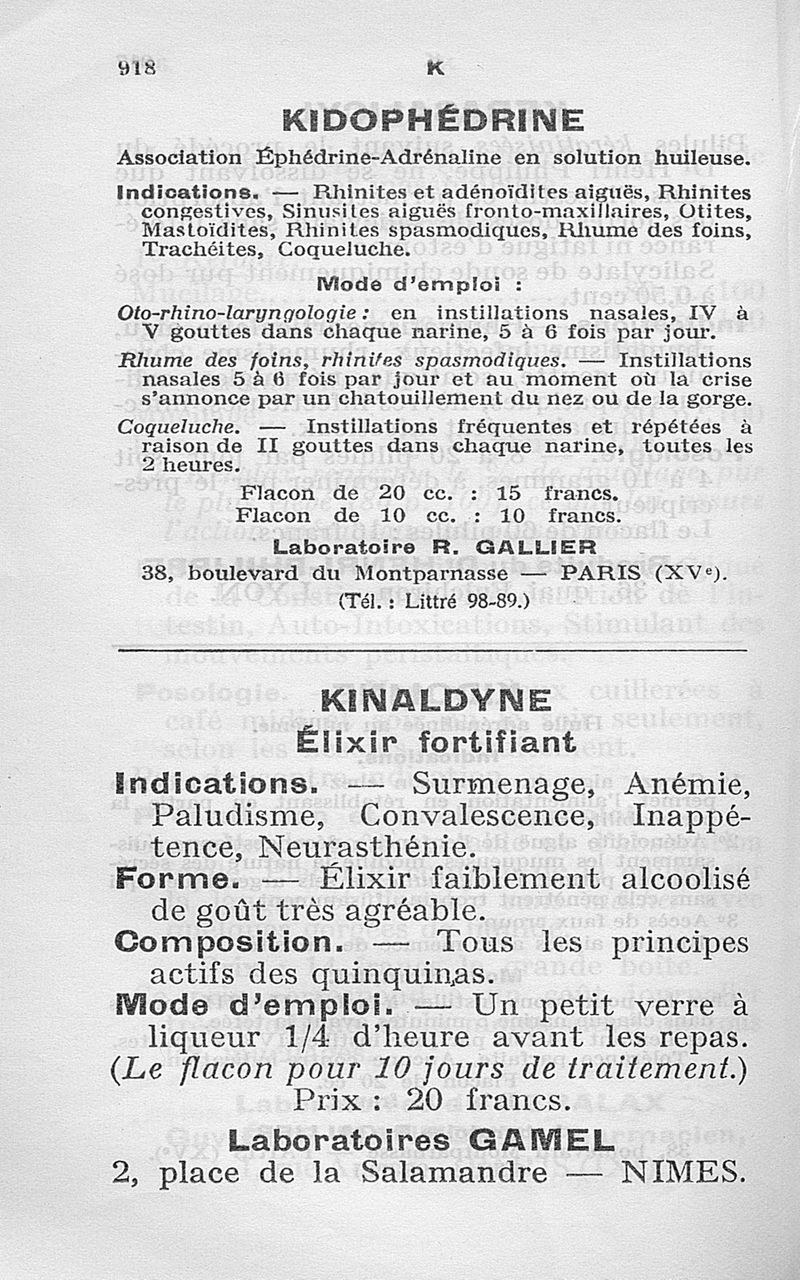 918
K
KIDOPHÉDRINE
Association Éphédrine-Adrénaline en solution huileuse.
Indications. — Rhinites et adénoïdites aiguës, Rhinites
congestives, Sinusites aiguës fronto-maxillaires, Otites,
Mastoïdites, Rhinites spasmodiques, Rhume des foins,
Trachéites, Coqueluche.
Mode d'emploi :
Oto-rhino-laryngologie : en instillations nasales, IV à
V gouttes dans chaque narine, 5 à 6 fois par jour.
Rhume des foins, rhinites spasmodiques. — Instillations
nasales 5 à 6 fois par jour et au moment où la crise
s'annonce par un chatouillement du nez ou de la gorge.
Coqueluche. — Instillations fréquentes et répétées à
raison de II gouttes dans chaque narine, toutes les
2 heures.
Flacon de 20 cc. : 15 francs.
Flacon de 10 cc. : 10 francs.
Laboratoire R. GALLIER
38, boulevard du Montparnasse — PARIS (XVe).
(Tél. : Littré 98-89.)
KINALDYNE
Élixir fortifiant
Indications. — Surmenage, Anémie,
Paludisme, Convalescence, Inappé-
tence, Neurasthénie.
Forme. — Élixir faiblement alcoolisé
de goût très agréable.
Composition. — Tous les principes
actifs des quinquinas.
Mode d'emploi. — Un petit verre à
liqueur 1/4 d'heure avant les repas.
(Le flacon pour 10 jours de traitement.)
Prix : 20 francs.
Laboratoires GAMEL
2, place de la Salamandre — NIMES.